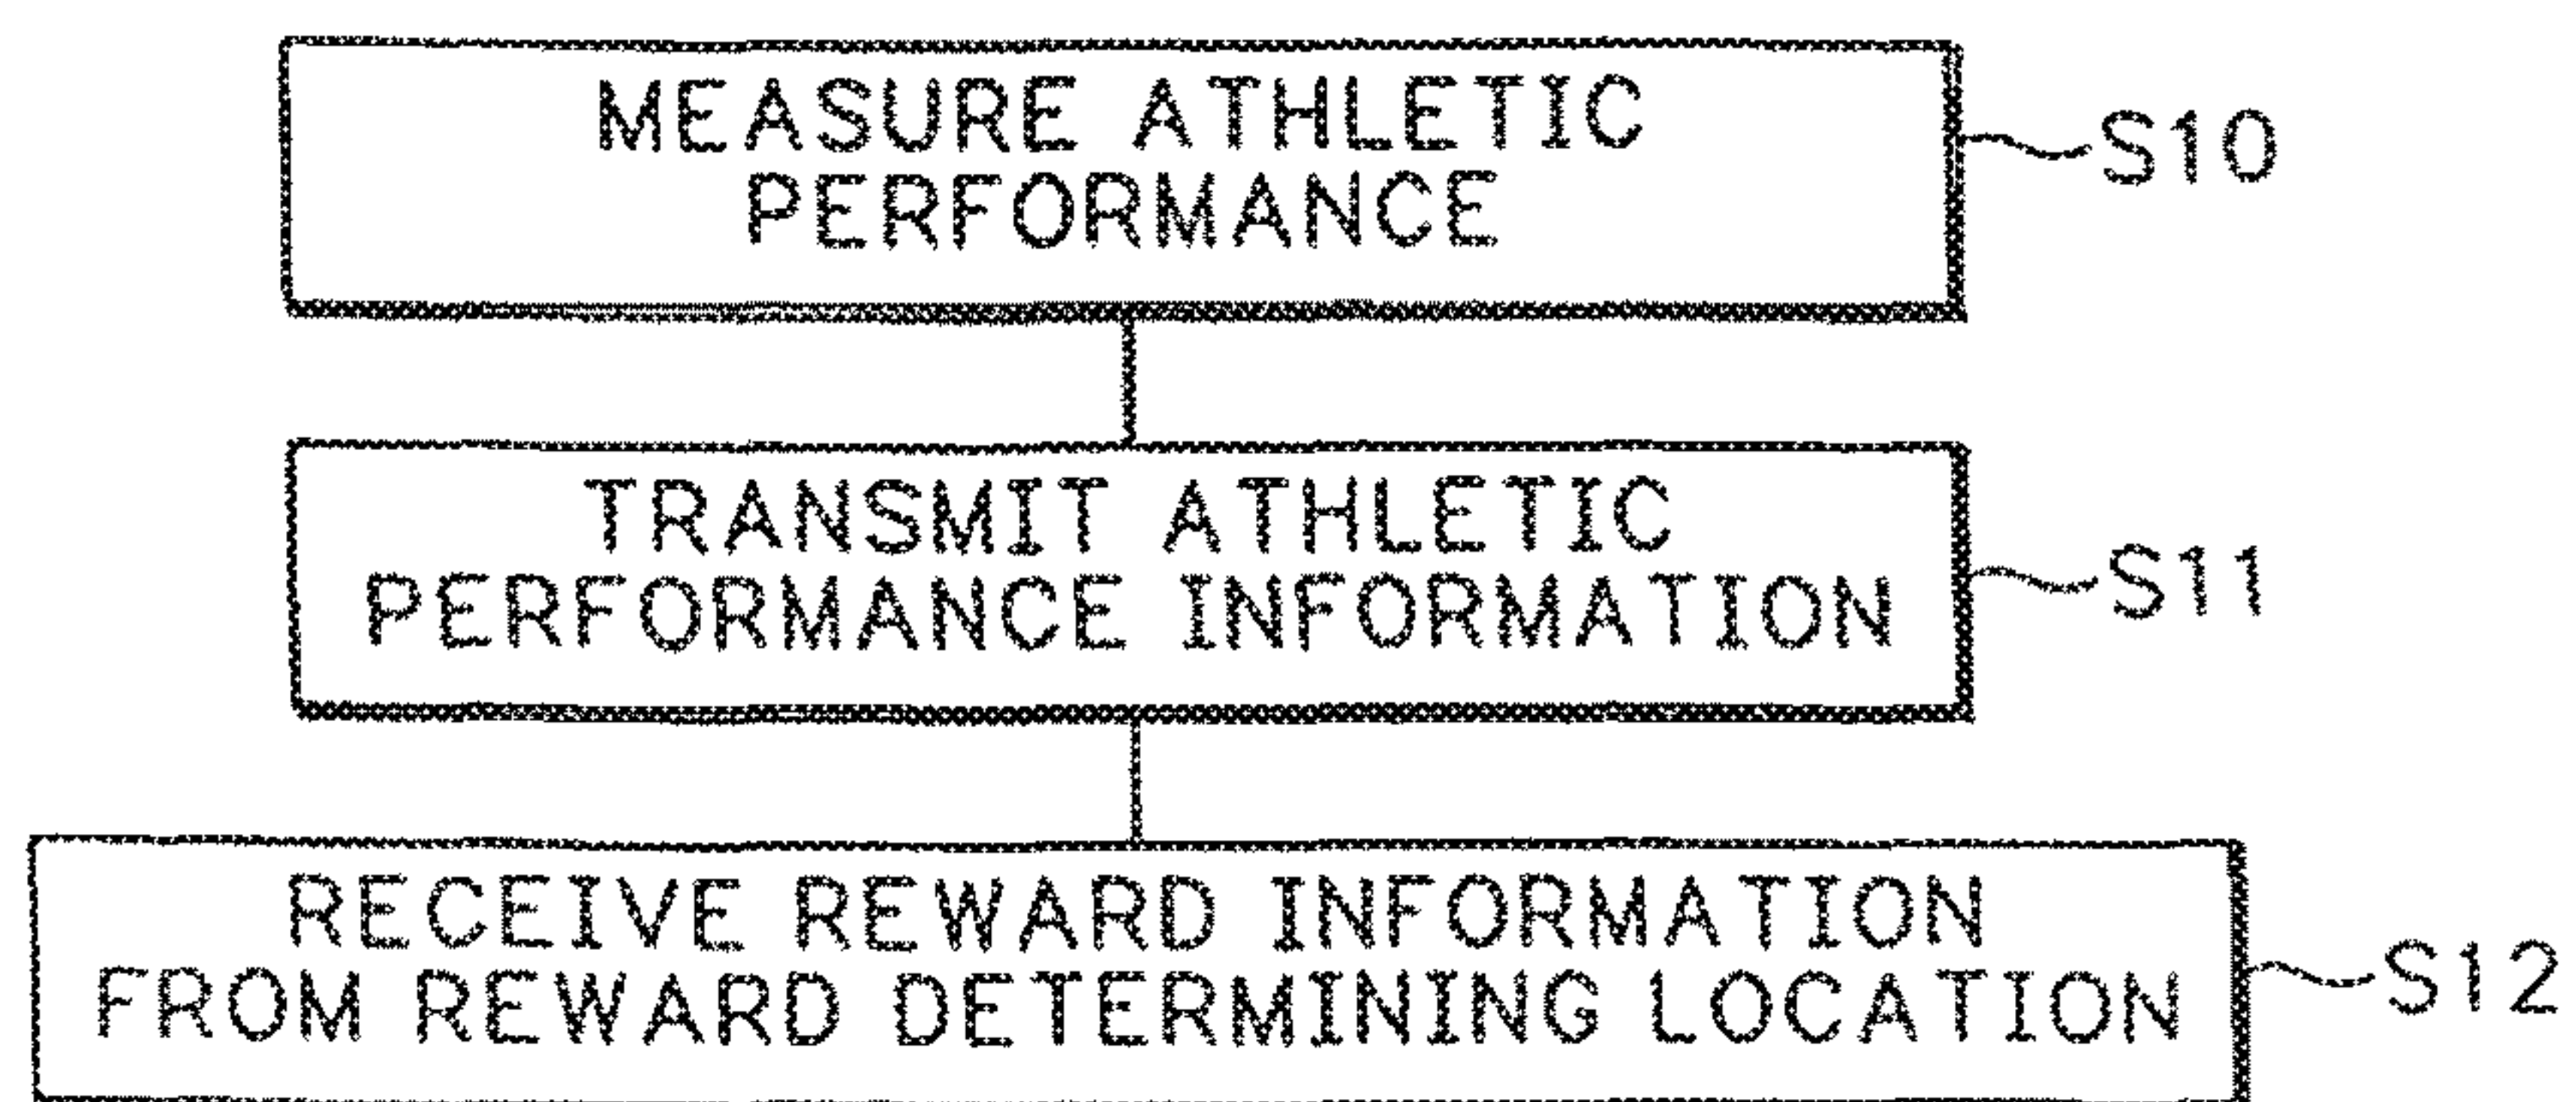 MEASURE ATHLETIC
PERFORMANCE
S10
TRANSMIT ATHLETIC
PERFORMANCE INFORMATION
S11
RECEIVE REWARD INFORMATION
FROM REWARD DETERMINING LOCATION
S12